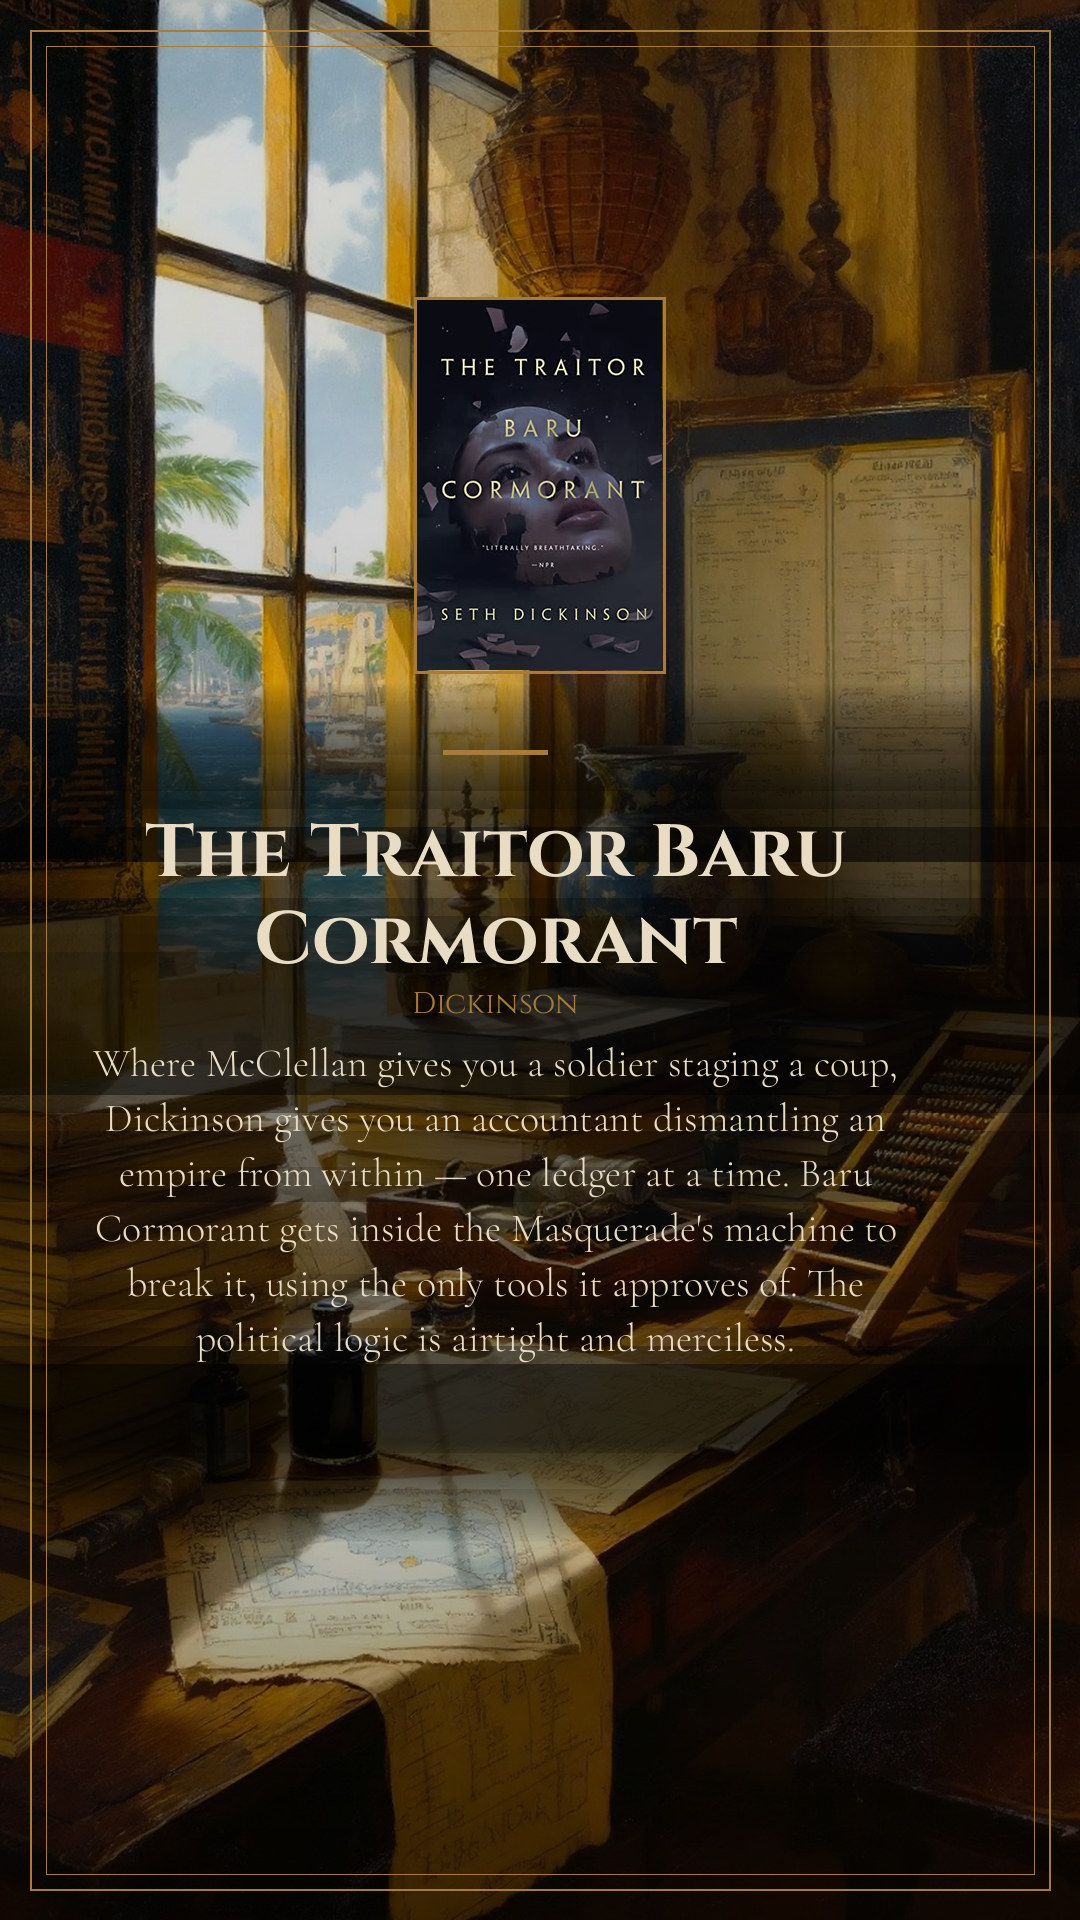 THE TRAITOR
BARU
CORMORANT
"LITERALLY BREATHTAKING."
—NPR
SETH DICKINSON
The Traitor Baru
Cormorant
Dickinson
Where McClellan gives you a soldier staging a coup,
Dickinson gives you an accountant dismantling an
empire from within — one ledger at a time. Baru
Cormorant gets inside the Masquerade's machine to
break it, using the only tools it approves of. The
political logic is airtight and merciless.